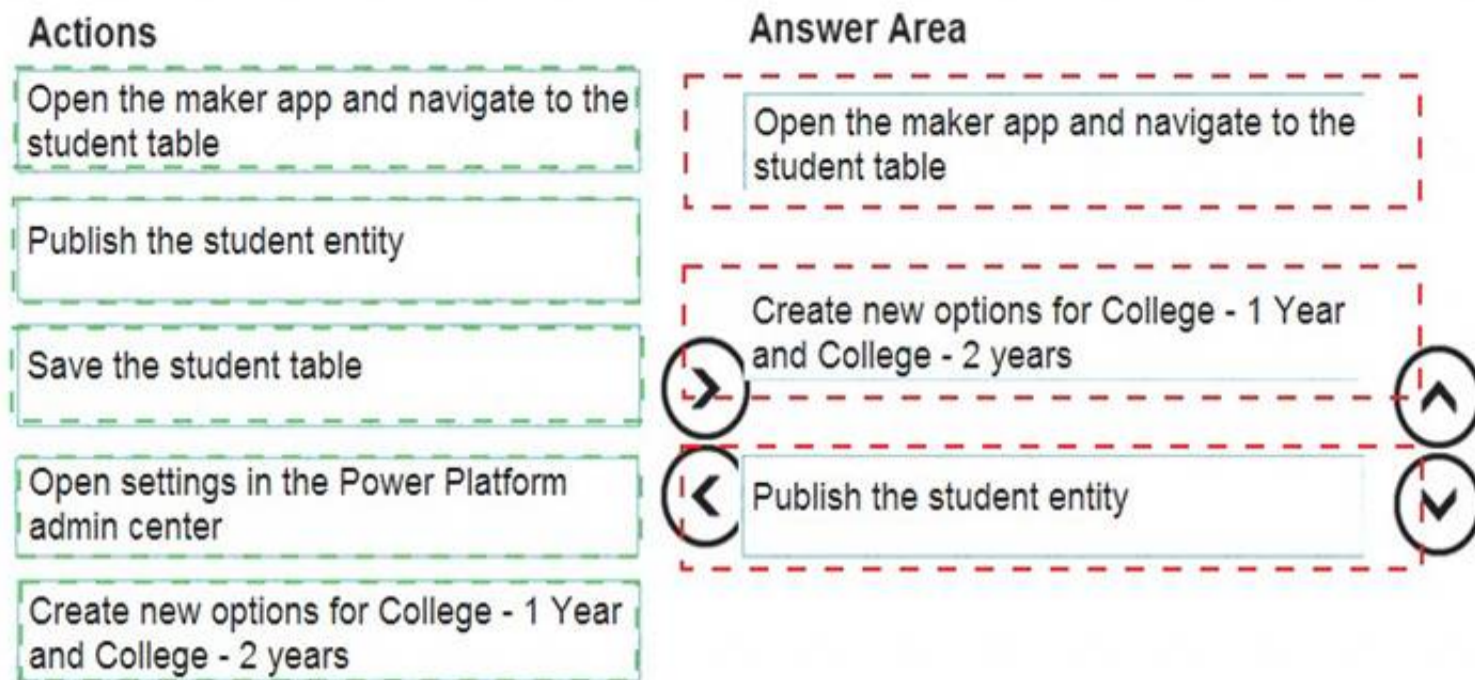 Actions
Open the maker app and navigate to the
student table
Publish the student entity
Save the student table
Open settings in the Power Platform
admin center
Create new options for College - 1 Year
and College - 2 years
Answer Area
Open the maker app and navigate to the
student table
Create new options for College - 1 Year
and College - 2 years
Publish the student entity